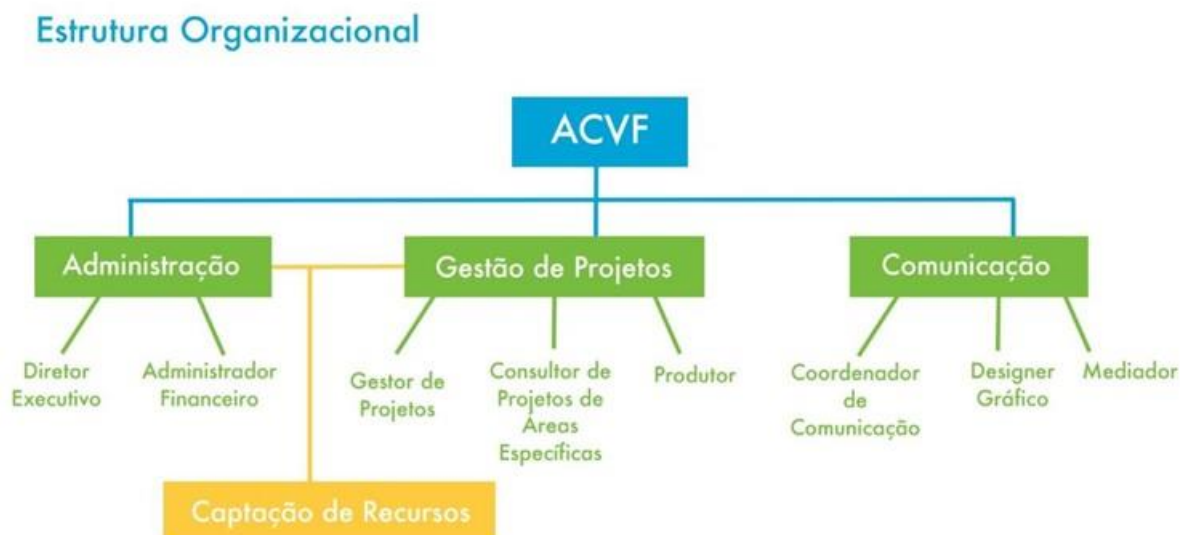 Estrutura Organizacional
ACVF
Administração
Gestão de Projetos
Comunicação
Diretor
Executivo
Administrador
Financeiro
Gestor de
Projetos
Consultor de
Projetos de
Áreas
Específicas
Produtor
Coordenador
de
Comunicação
Designer
Gráfico
Mediador
Captação de Recursos